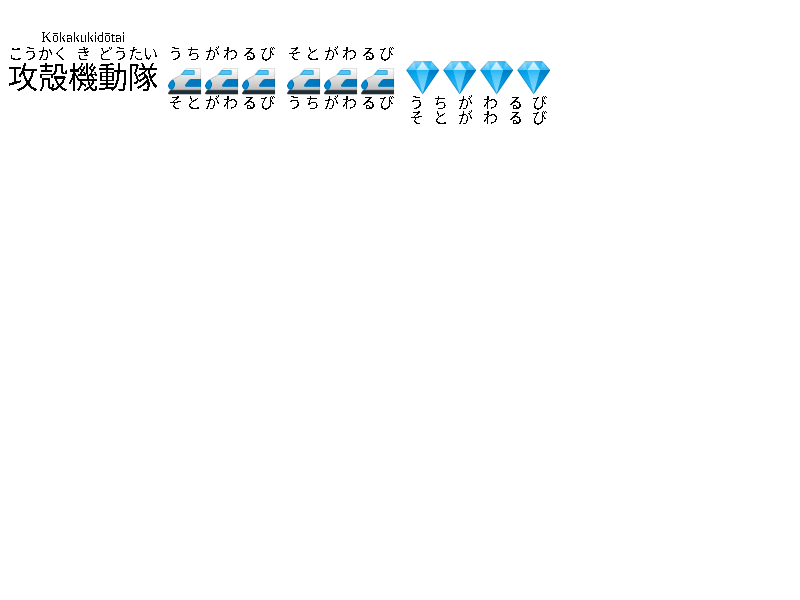 Kōkakukidōtai
こうかく き どうたい うちがわるび そとがわるび
攻殻機動隊 🚅🚅🚅 🚅🚅🚅 💎💎💎💎
そとがわるび うちがわるび うちがわるび
そとがわるび